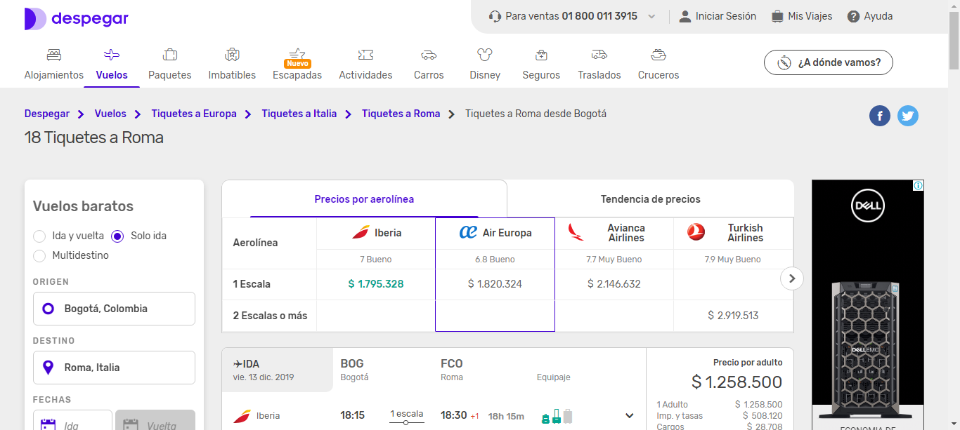 despegar
Para ventas 01 800 011 3915
Iniciar Sesión
Mis Viajes
Ayuda
Alojamientos
Vuelos
Paquetes
Imbatibles
Nuevo
Escapadas
Actividades
Carros
Disney
Seguros
Traslados
Cruceros
¿A dónde vamos?
Despegar
Vuelos
Tiquetes a Europa
Tiquetes a Italia
Tiquetes a Roma
Tiquetes a Roma desde Bogotá
18 Tiquetes a Roma
Vuelos baratos
Ida y vuelta
Solo ida
Multidestino
ORIGEN
Bogotá, Colombia
DESTINO
Roma, Italia
FECHAS
Ida
Vuelta
Precios por aerolínea
Tendencia de precios
Aerolínea
Iberia
Air Europa
Avianca
Airlines
Turkish
Airlines
7 Bueno
6.8 Bueno
7.7 Muy Bueno
7.9 Muy Bueno
1 Escala
$ 1.795.328
$ 1.820.324
$ 2.146.632
2 Escalas o más
$ 2.919.513
IDA
vie. 13 dic. 2019
BOG
Bogotá
FCO
Roma
Equipaje
Iberia
18:15
1 escala
18:30 +1
18h 15m
Precio por adulto
$ 1.258.500
1 Adulto $ 1.258.500
Imp. y tasas $ 508.120
Cargos $ 28.708
DELL
DELLEMC
ECONOMIA DE